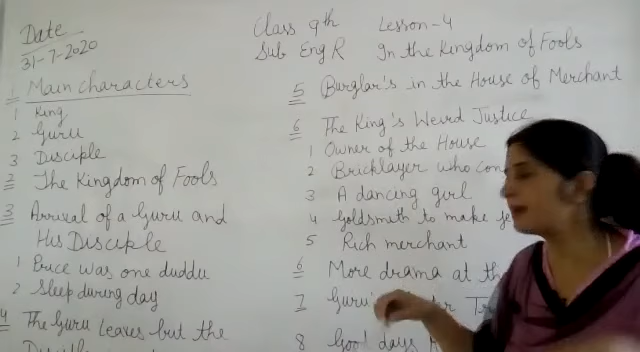 Date
31-7-2020
Class 9th Lesson-4
Sub Eng R In the Kingdom of Fools
1 Main characters
1 King
2 Guru
3 Disciple
2 The Kingdom of Fools
3 Arrival of a Guru and
His Disciple
1 Price was one duddu
2 Sleep during day
4 The Guru Leaves but the
5 Burglar's in the House of Merchant
6 The King's Weird Justice
1 Owner of the House
2 Bricklayer who
3 A dancing girl
4 Goldsmith to make
5 Rich merchant
6 More drama at
7
8 Good days